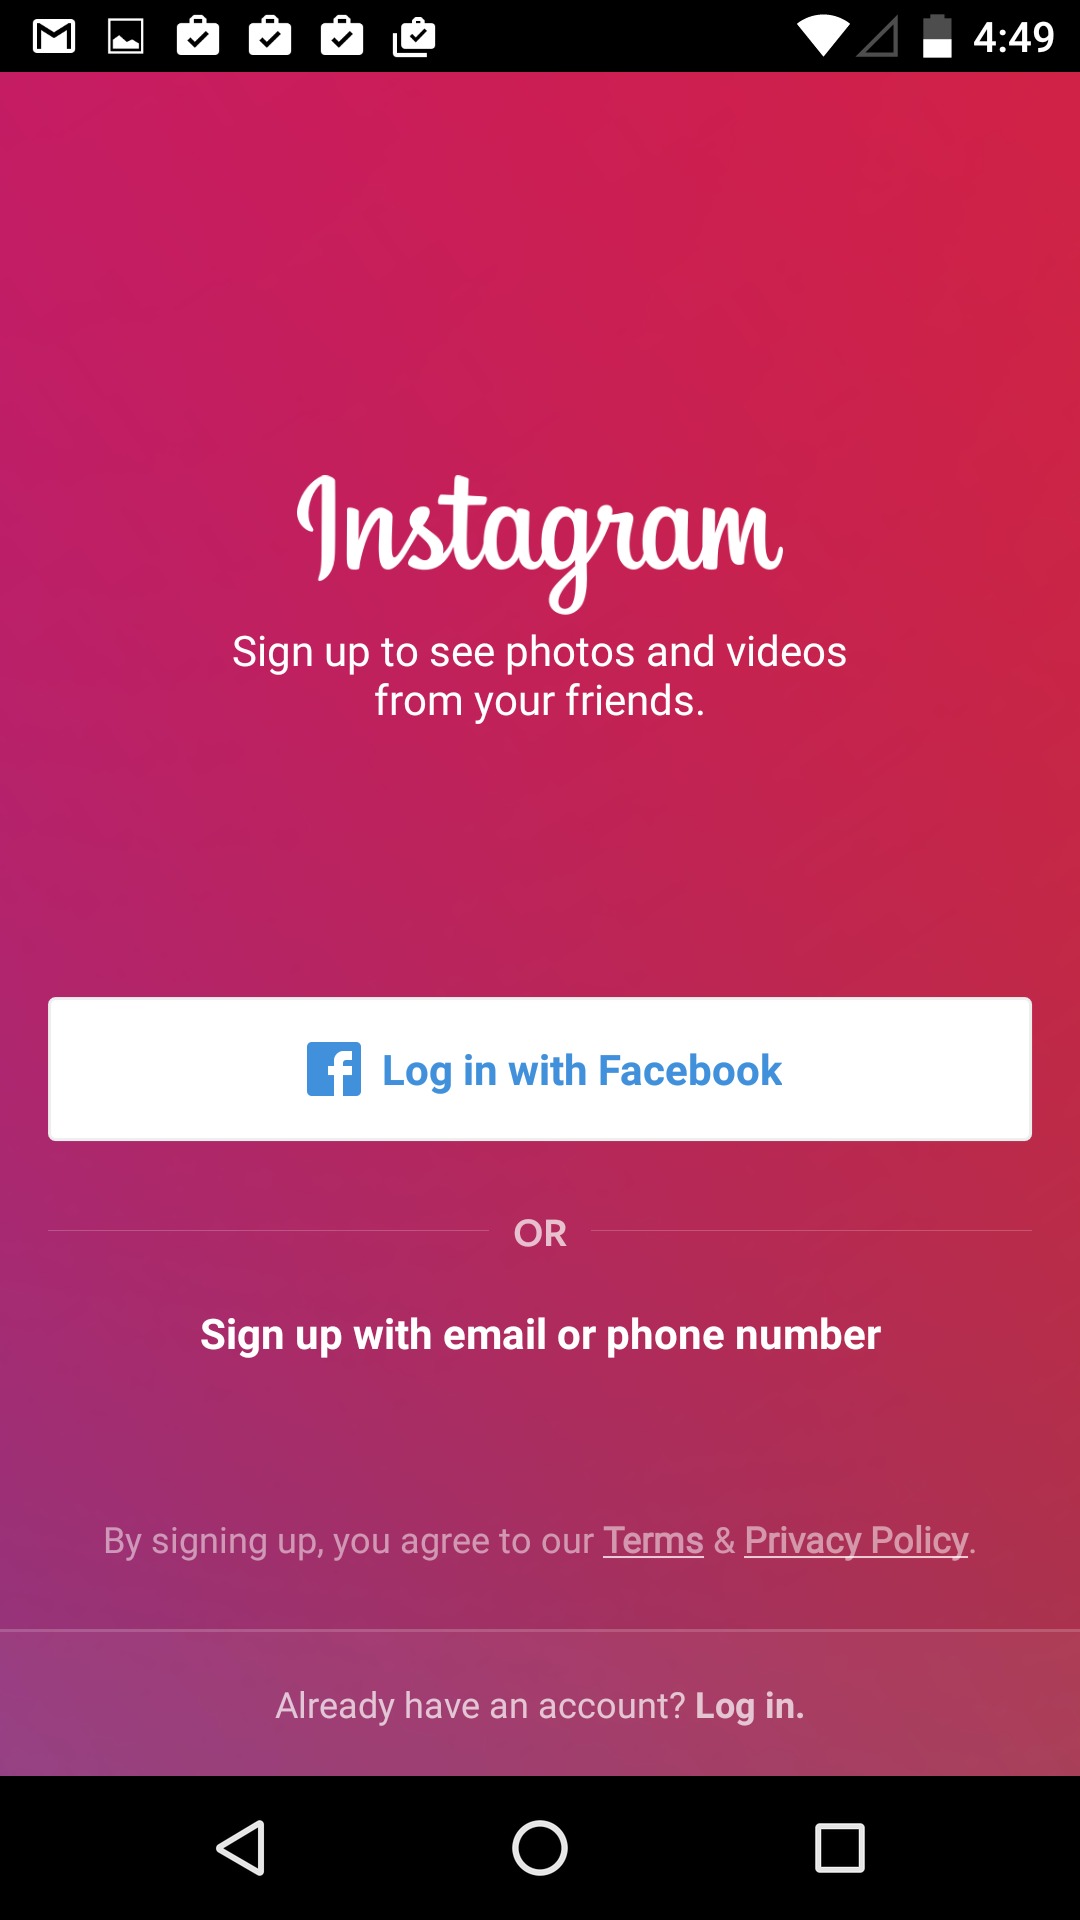 4:49
Instagram
Sign up to see photos and videos
from your friends.
Log in with Facebook
OR
Sign up with email or phone number
By signing up, you agree to our Terms & Privacy Policy.
Already have an account? Log in.